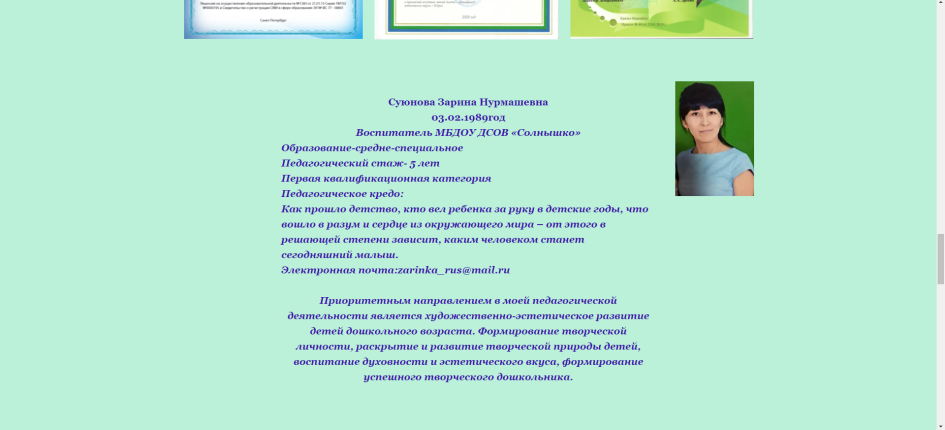 Санкт-Петербург
Суюнова Зарина Нурмашевна
03.02.1989год
Воспитатель МБДОУ ДСОВ «Солнышко»
Образование-средне-специальное
Педагогический стаж- 5 лет
Первая квалификационная категория
Педагогическое кредо:
Как прошло детство, кто вел ребенка за руку в детские годы, что
вошло в разум и сердце из окружающего мира – от этого в
решающей степени зависит, каким человеком станет
сегодняшний малыш.
Электронная почта:zarinka_rus@mail.ru
Приоритетным направлением в моей педагогической
деятельности является художественно-эстетическое развитие
детей дошкольного возраста. Формирование творческой
личности, раскрытие и развитие творческой природы детей,
воспитание духовности и эстетического вкуса, формирование
успешного творческого дошкольника.